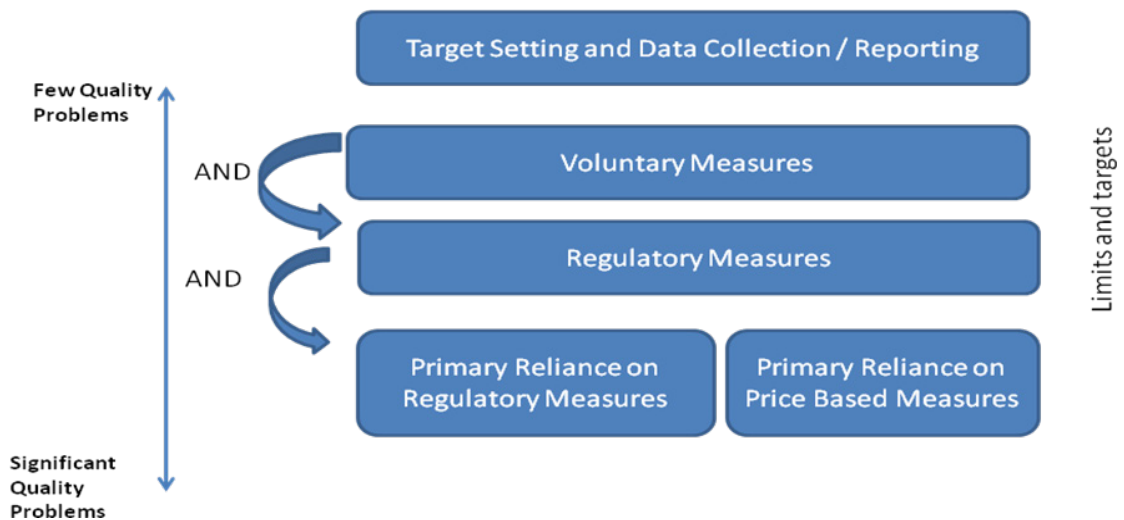 Target Setting and Data Collection / Reporting
Few Quality
Problems
AND
Voluntary Measures
Regulatory Measures
AND
Primary Reliance on
Regulatory Measures
Primary Reliance on
Price Based Measures
Significant
Quality
Problems
Limits and targets